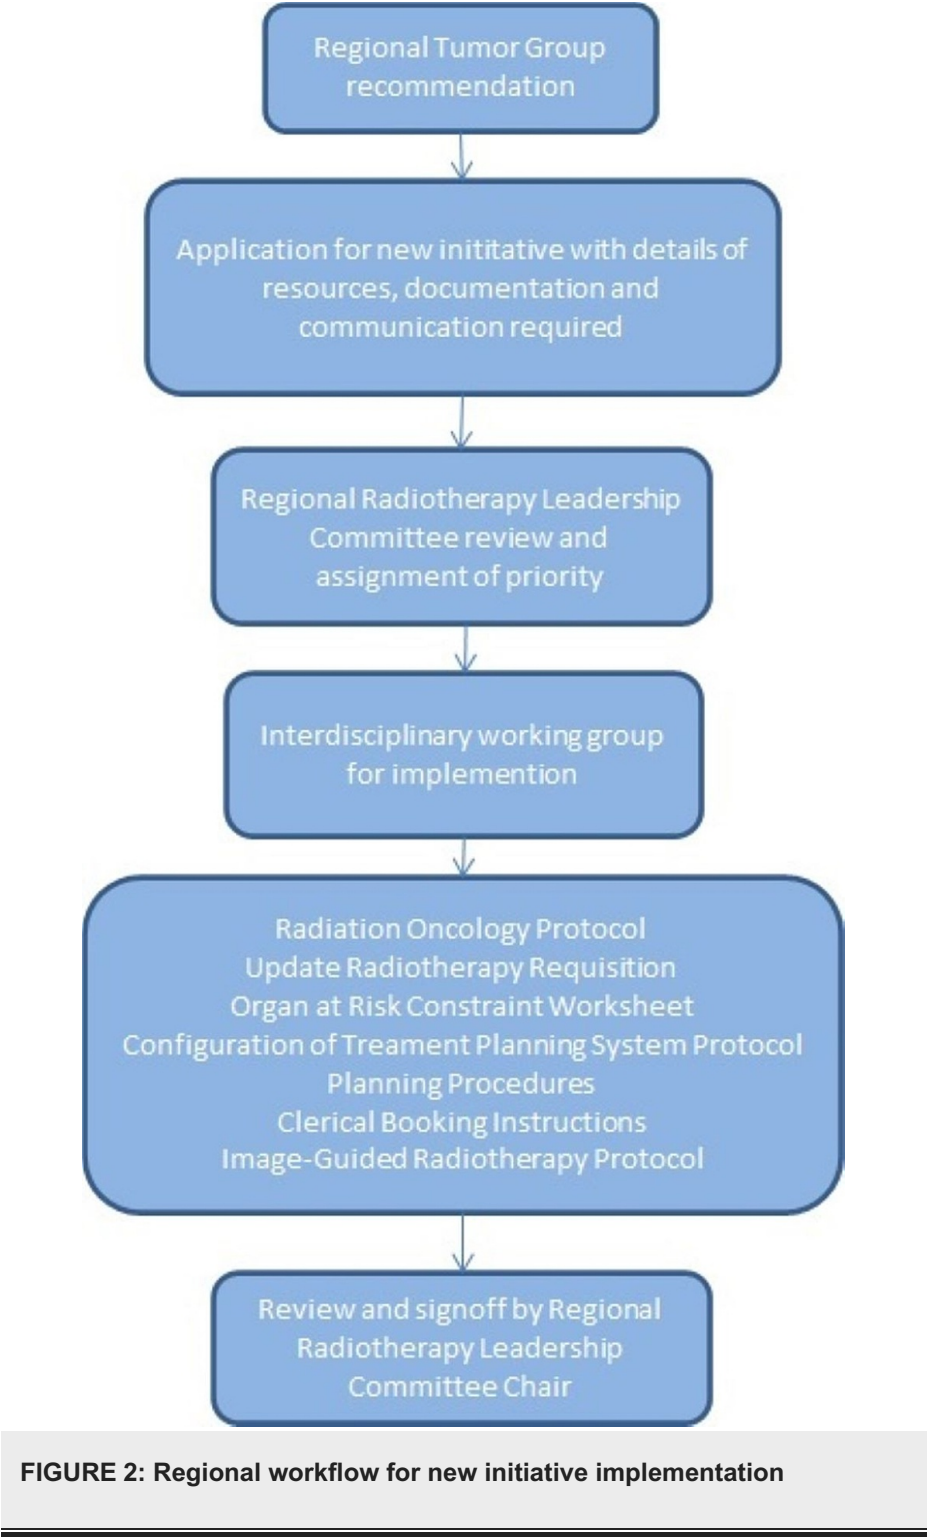 Regional Tumor Group
recommendation
Application for new inititative with details of
resources, documentation and
communication required
Regional Radiotherapy Leadership
Committee review and
assignment of priority
Interdisciplinary working group
for implemention
Radiation Oncology Protocol
Update Radiotherapy Requisition
Organ at Risk Constraint Worksheet
Configuration of Treament Planning System Protocol
Planning Procedures
Clerical Booking Instructions
Image-Guided Radiotherapy Protocol
Review and signoff by Regional
Radiotherapy Leadership
Committee Chair
FIGURE 2: Regional workflow for new initiative implementation